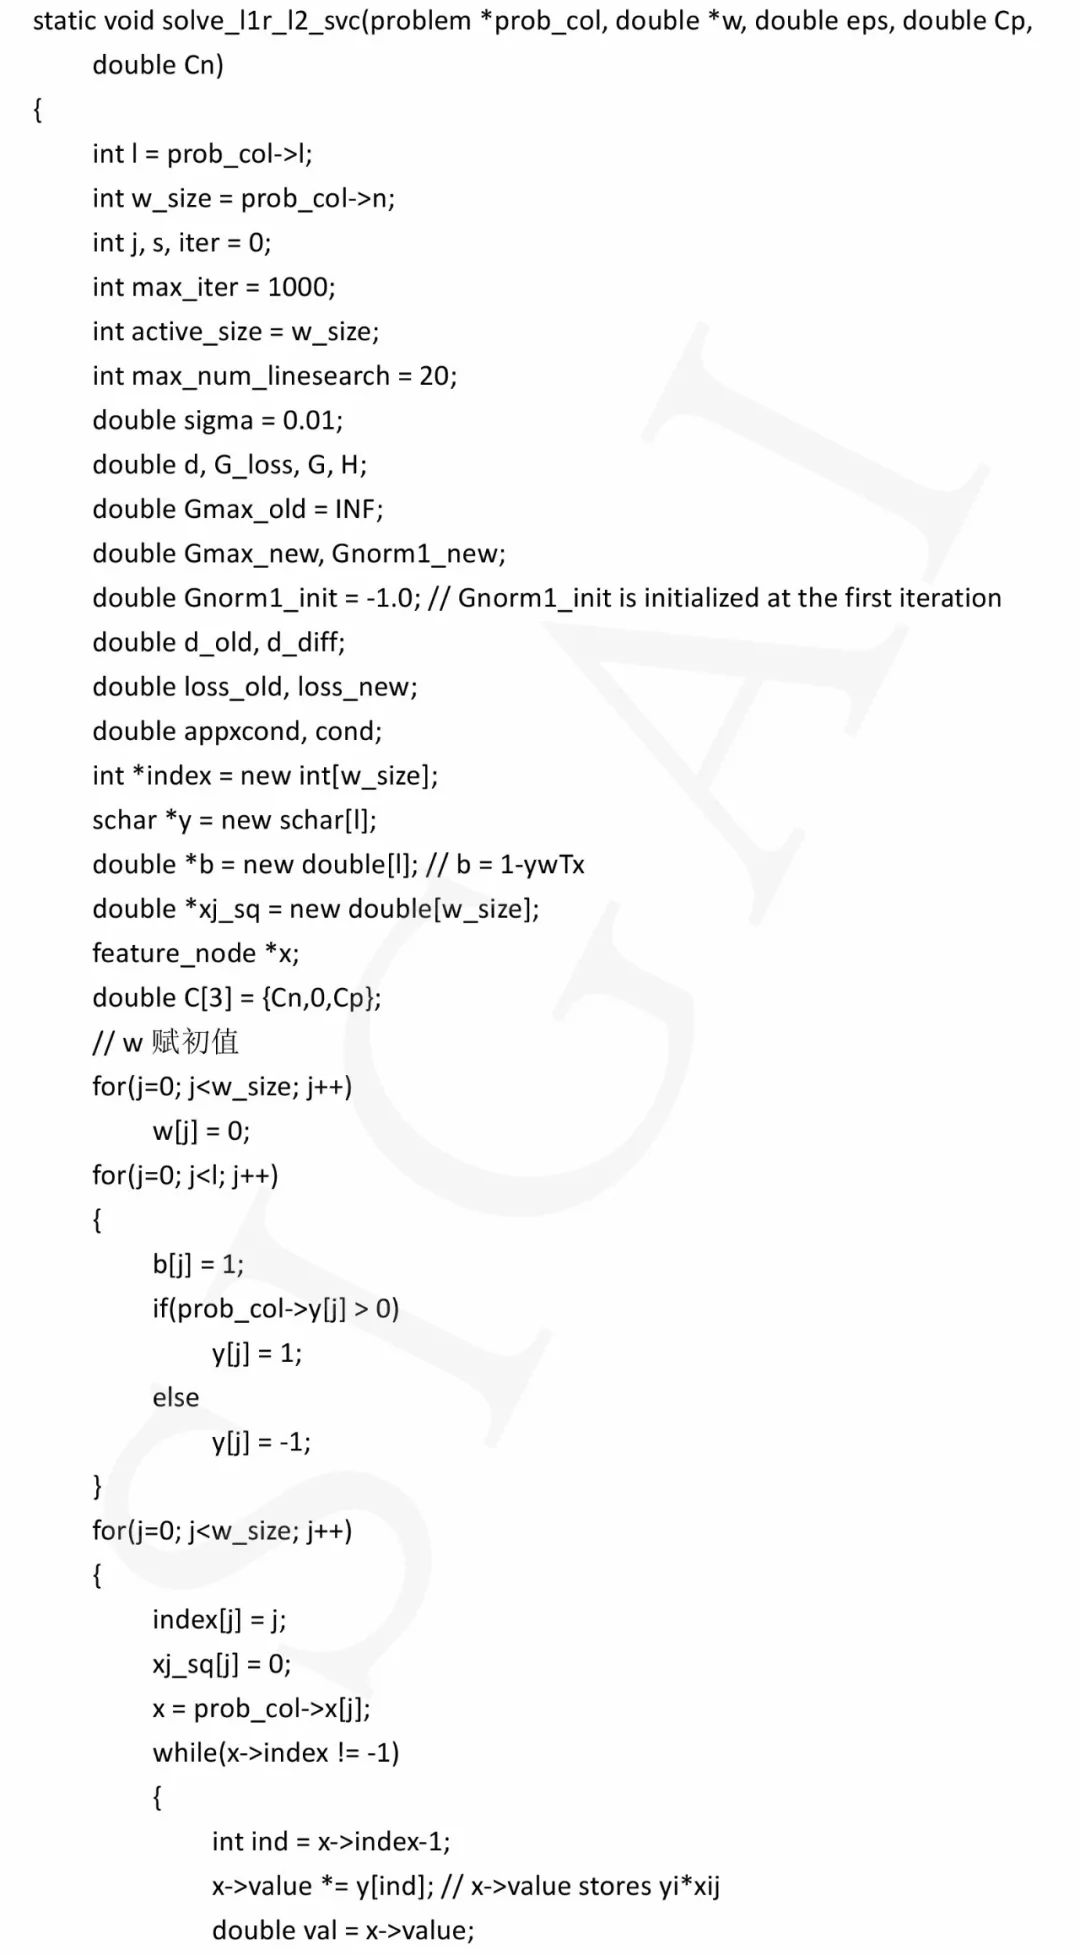 static void solve_l1r_l2_svc(problem *prob_col, double *w, double eps, double Cp,
double Cn)
{
int l = prob_col->l;
int w_size = prob_col->n;
int j, s, iter = 0;
int max_iter = 1000;
int active_size = w_size;
int max_num_linesearch = 20;
double sigma = 0.01;
double d, G_loss, G, H;
double Gmax_old = INF;
double Gmax_new, Gnorm1_new;
double Gnorm1_init = -1.0; // Gnorm1_init is initialized at the first iteration
double d_old, d_diff;
double loss_old, loss_new;
double appxcond, cond;
int *index = new int[w_size];
schar *y = new schar[l];
double *b = new double[l]; // b = 1-ywTx
double *xj_sq = new double[w_size];
feature_node *x;
double C[3] = {Cn,0,Cp};
// w 赋初值
for(j=0; j<w_size; j++)
w[j] = 0;
for(j=0; j<l; j++)
{
b[j] = 1;
if(prob_col->y[j] > 0)
y[j] = 1;
else
y[j] = -1;
}
for(j=0; j<w_size; j++)
{
index[j] = j;
xj_sq[j] = 0;
x = prob_col->x[j];
while(x->index != -1)
{
int ind = x->index-1;
x->value *= y[ind]; // x->value stores yi*xij
double val = x->value;
SIGAI